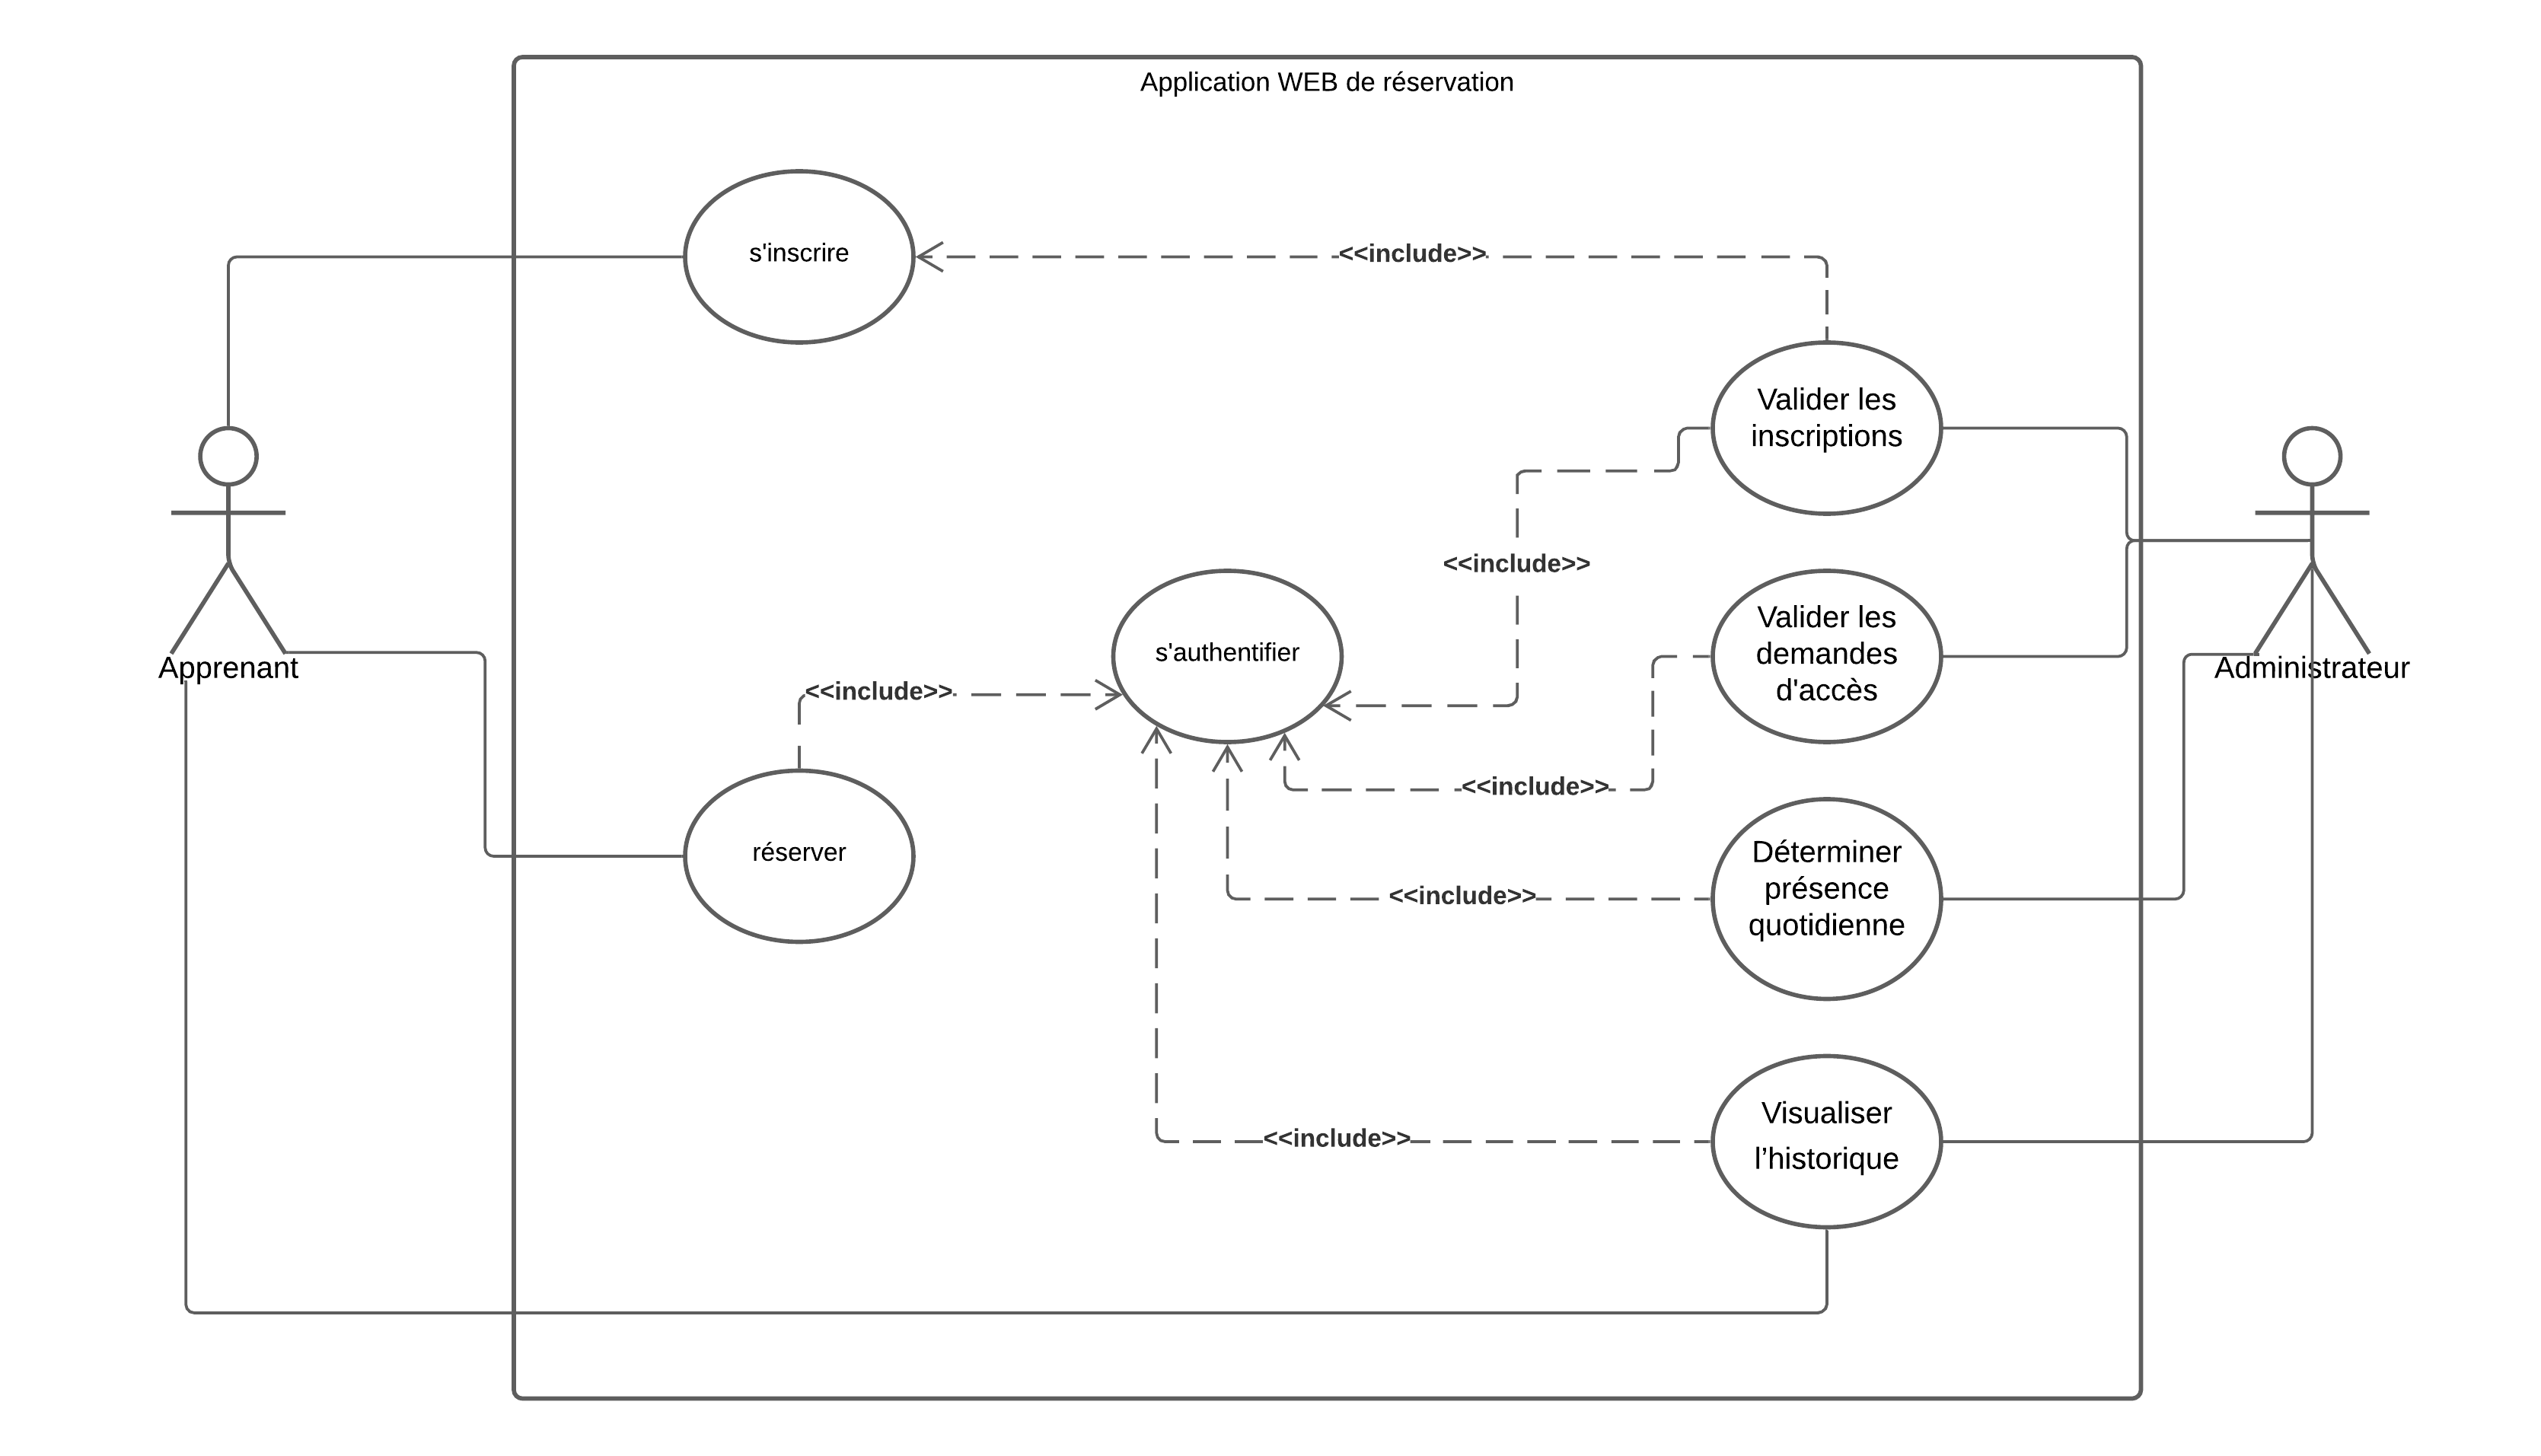 Application WEB de réservation
s'inscrire
<<include>>
Valider les
inscriptions
<<include>>
Valider les
demandes
d'accès
s'authentifier
Apprenant
Administrateur
<<include>>
<<include>>
réserver
Déterminer
présence
quotidienne
<<include>>
Visualiser
l’historique
<<include>>